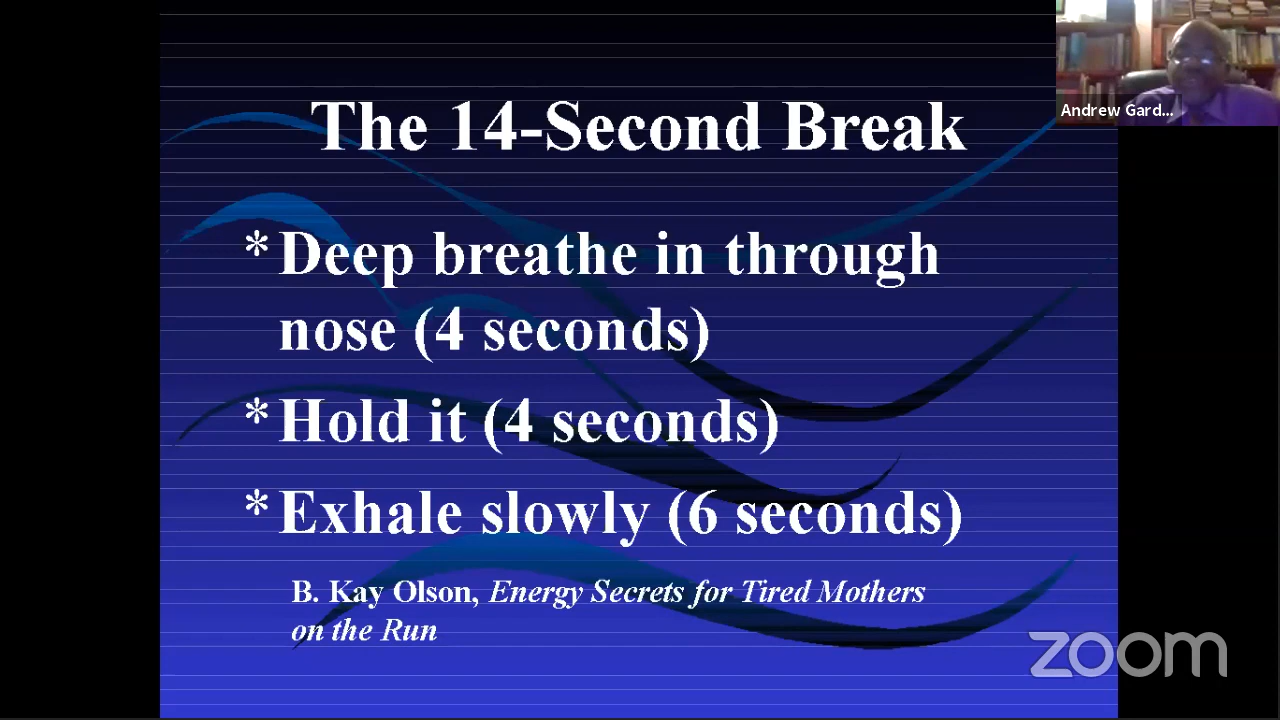 The 14-Second Break
* Deep breathe in through
nose (4 seconds)
* Hold it (4 seconds)
* Exhale slowly (6 seconds)
B. Kay Olson, Energy Secrets for Tired Mothers
on the Run
Andrew Gard...
zoom